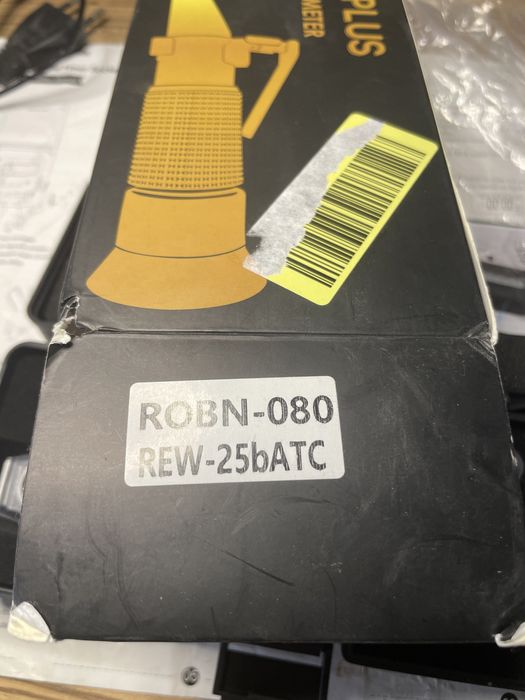 PLUS
METER
ROBN-080
REW-25bATC